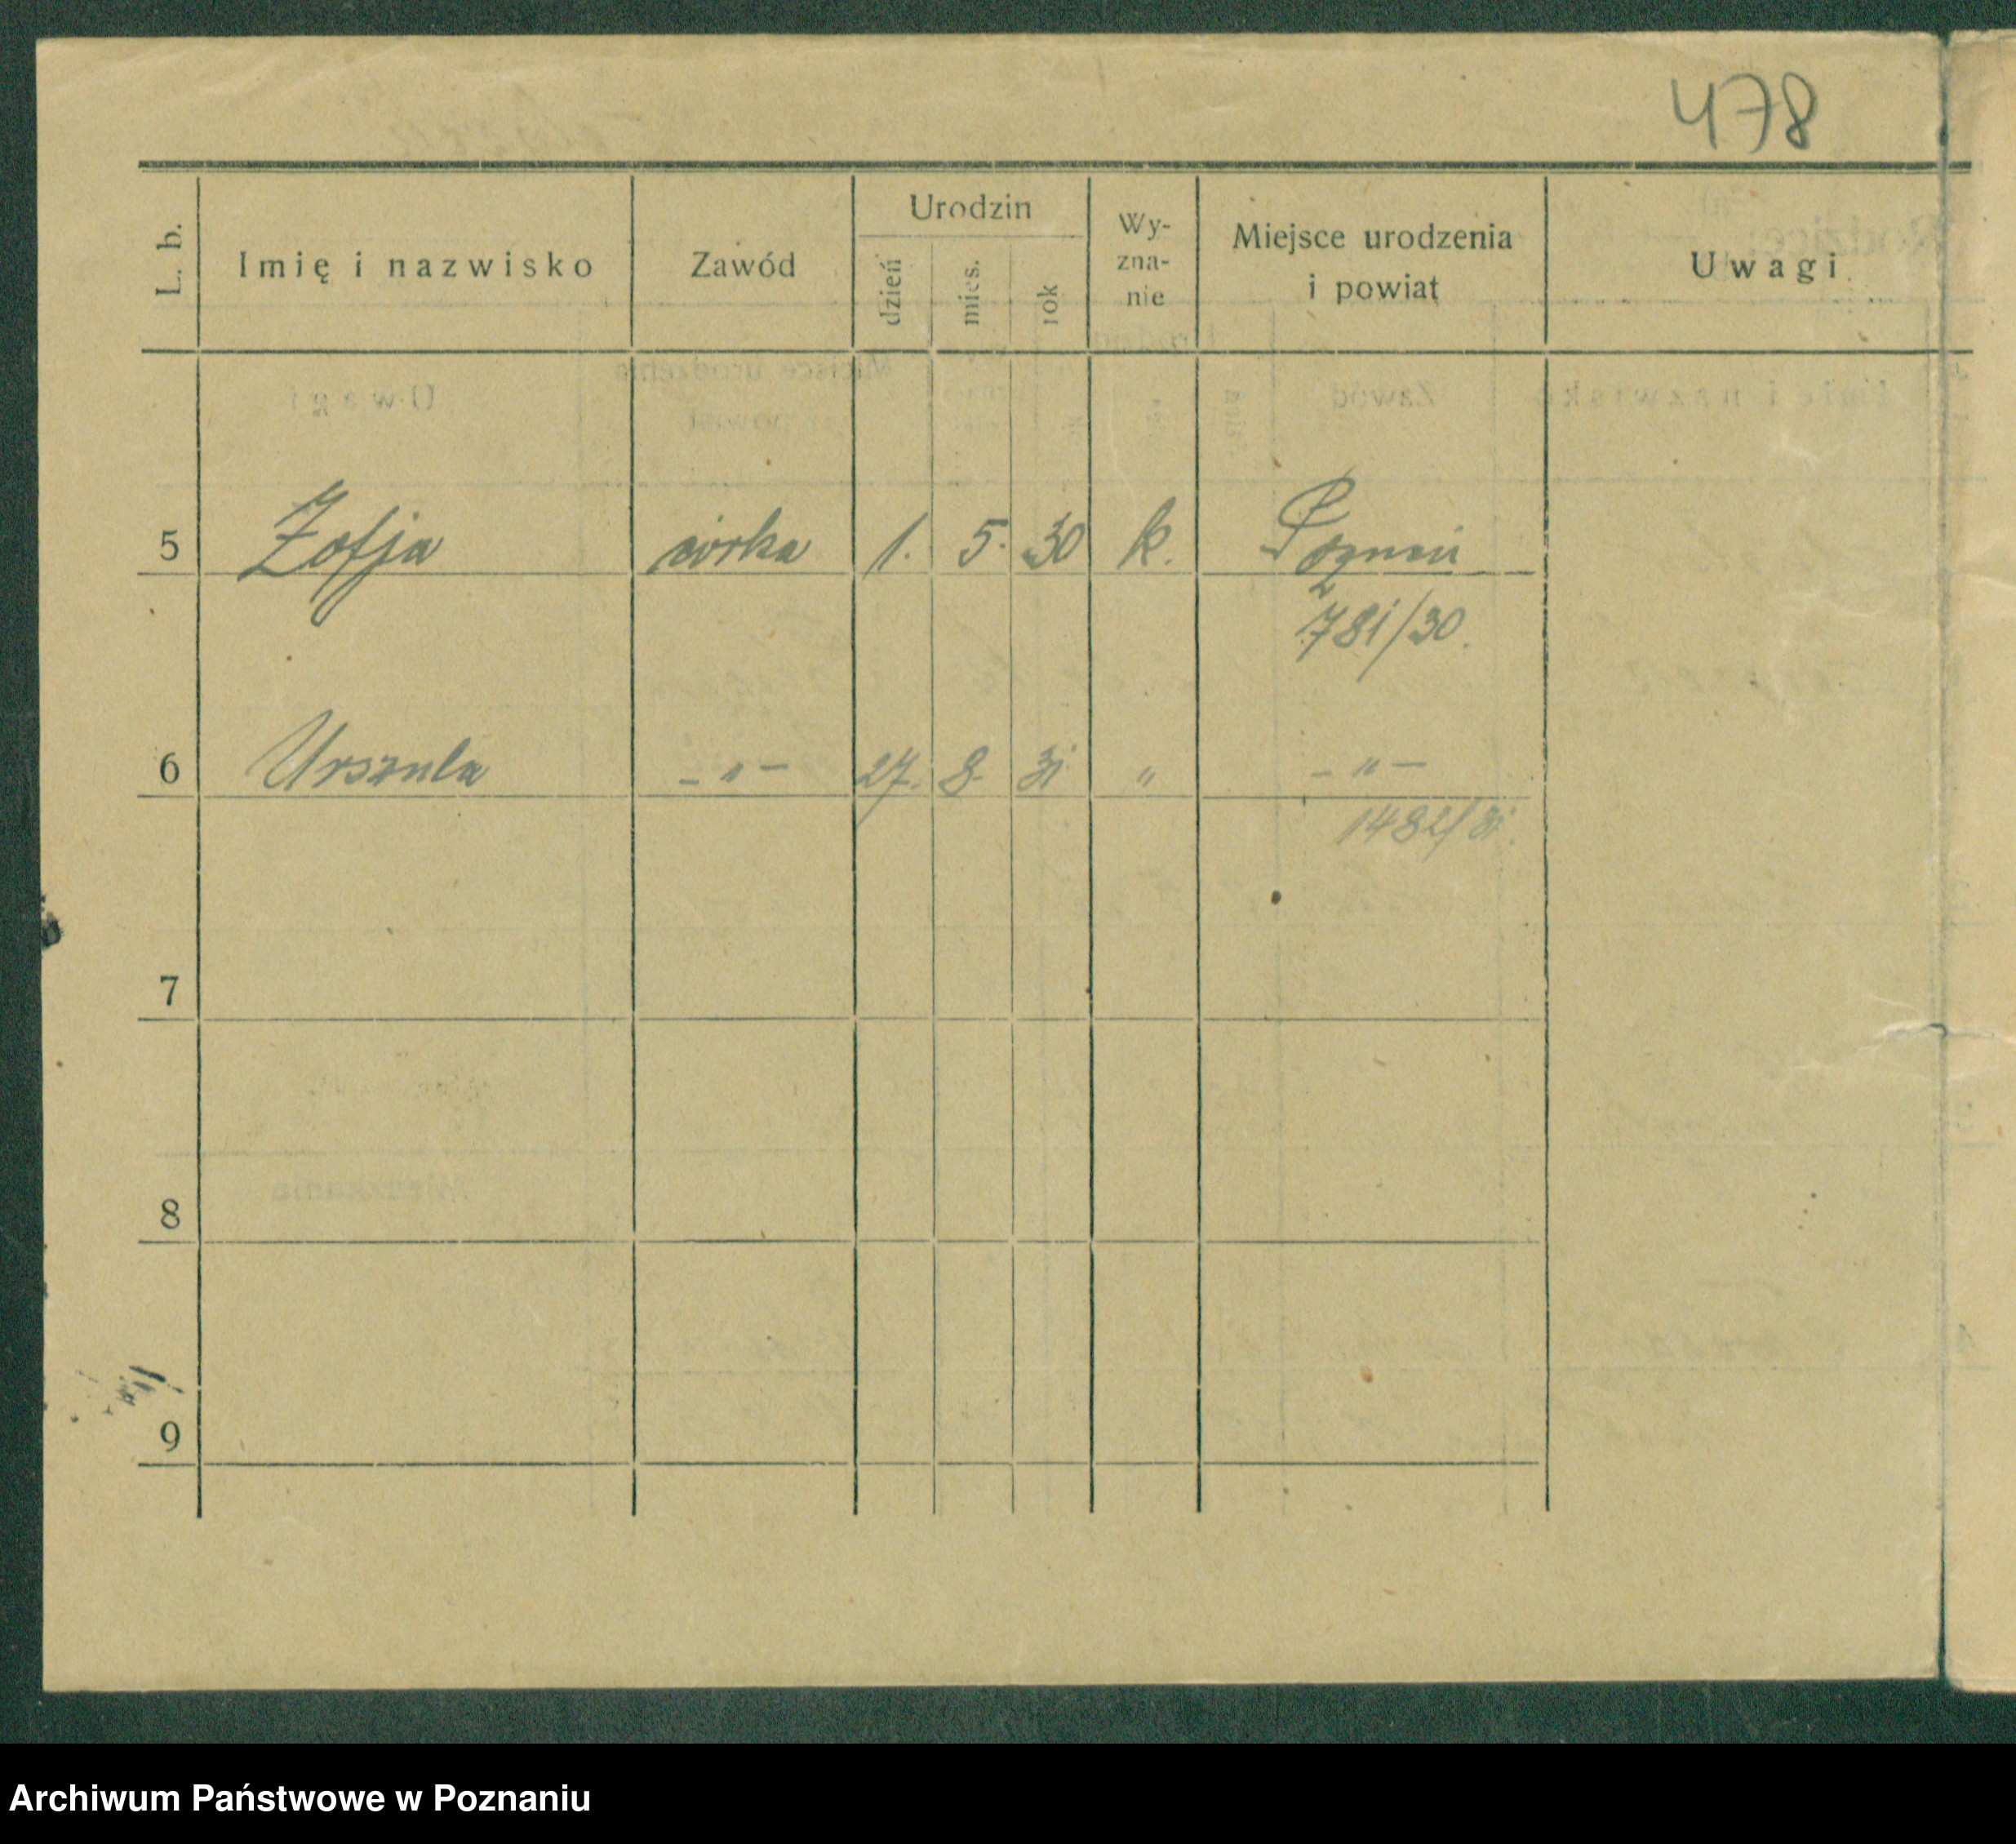 478
L. b.
Imię i nazwisko
Zawód
Urodzin
dzień
mies.
rok
Wy-
zna-
nie
Miejsce urodzenia
i powiat
Uwagi
5 Zofja córka 1. 5. 30 k. Poznań
781/30.
6 Urszula – " – 27. 8. 31 " – " –
1482/31.
7
8
9
Archiwum Państwowe w Poznaniu